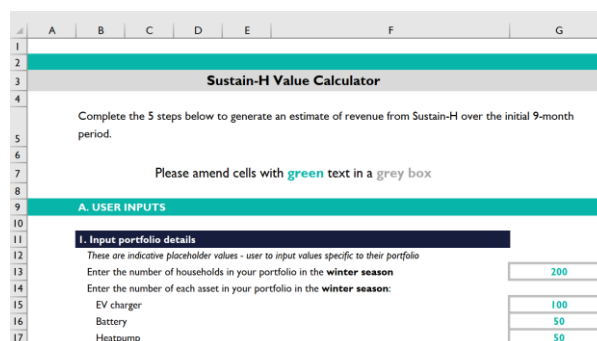 A B C D E F G
1
2
3 Sustain-H Value Calculator
4
Complete the 5 steps below to generate an estimate of revenue from Sustain-H over the initial 9-month
5 period.
6
7 Please amend cells with green text in a grey box
8
9 A. USER INPUTS
10
11 1. Input portfolio details
12 These are indicative placeholder values - user to input values specific to their portfolio
13 Enter the number of households in your portfolio in the winter season 200
14 Enter the number of each asset in your portfolio in the winter season:
15 EV charger 100
16 Battery 50
17 Heatpump 50